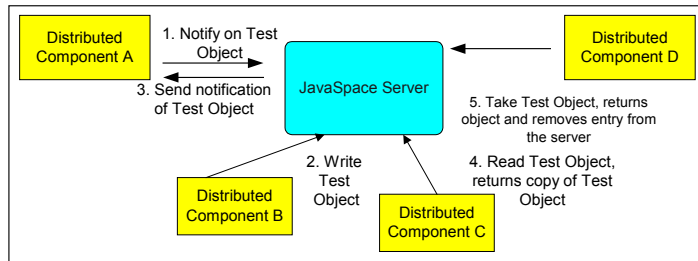 Distributed
Component A
1. Notify on Test
Object
3. Send notification
of Test Object
JavaSpace Server
Distributed
Component D
5. Take Test Object, returns
object and removes entry from
the server
2. Write
Test
Object
4. Read Test Object,
returns copy of Test
Object
Distributed
Component B
Distributed
Component C